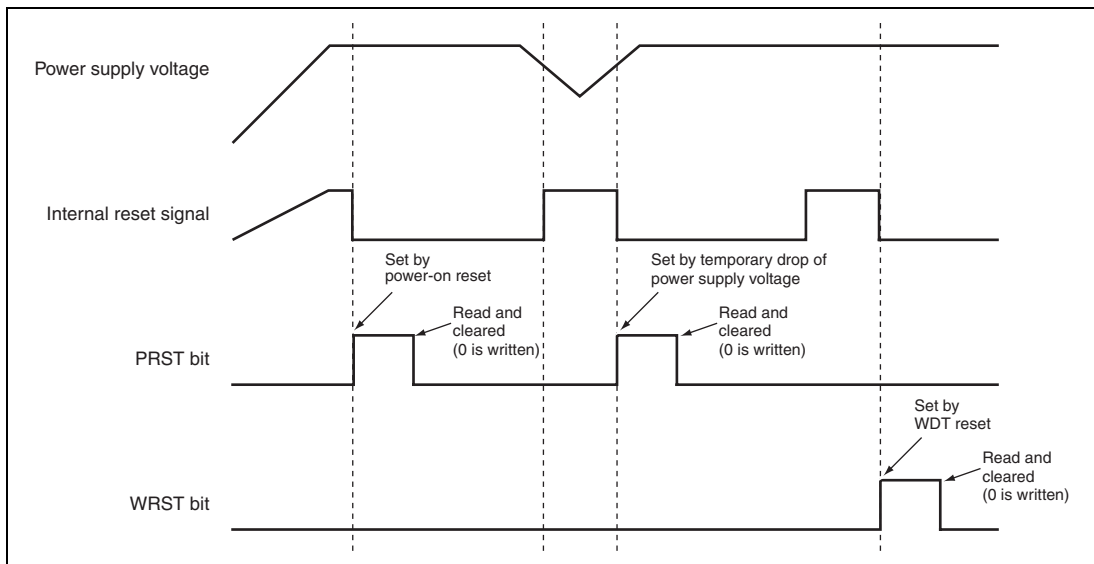 Power supply voltage
Internal reset signal
Set by
power-on reset
Read and
cleared
(0 is written)
Set by temporary drop of
power supply voltage
Read and
cleared
(0 is written)
PRST bit
Set by
WDT reset
Read and
cleared
(0 is written)
WRST bit